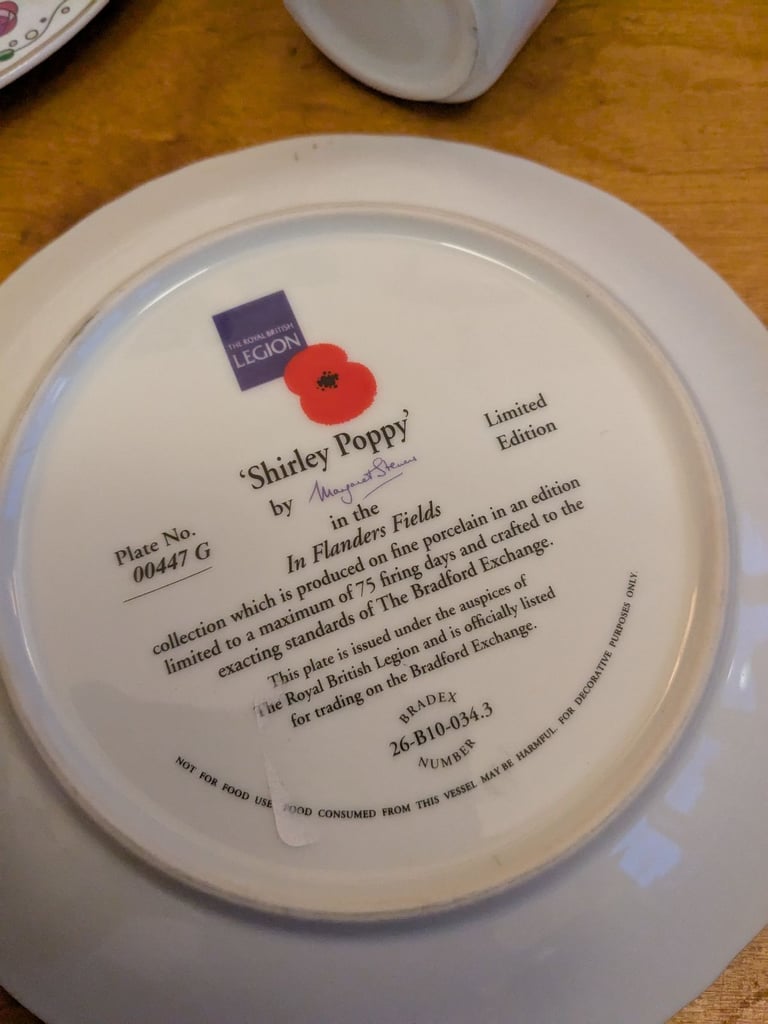 THE ROYAL BRITISH
LEGION
'Shirley Poppy'
Limited
Edition
by Margaret Stevens
in the
Plate No.
00447 G
In Flanders Fields
collection which is produced on fine porcelain in an edition
limited to a maximum of 75 firing days and crafted to the
exacting standards of The Bradford Exchange.
This plate is issued under the auspices of
The Royal British Legion and is officially listed
for trading on the Bradford Exchange.
BRADEX
26-B10-034.3
NUMBER
NOT FOR FOOD USE. FOOD CONSUMED FROM THIS VESSEL MAY BE HARMFUL. FOR DECORATIVE PURPOSES ONLY.